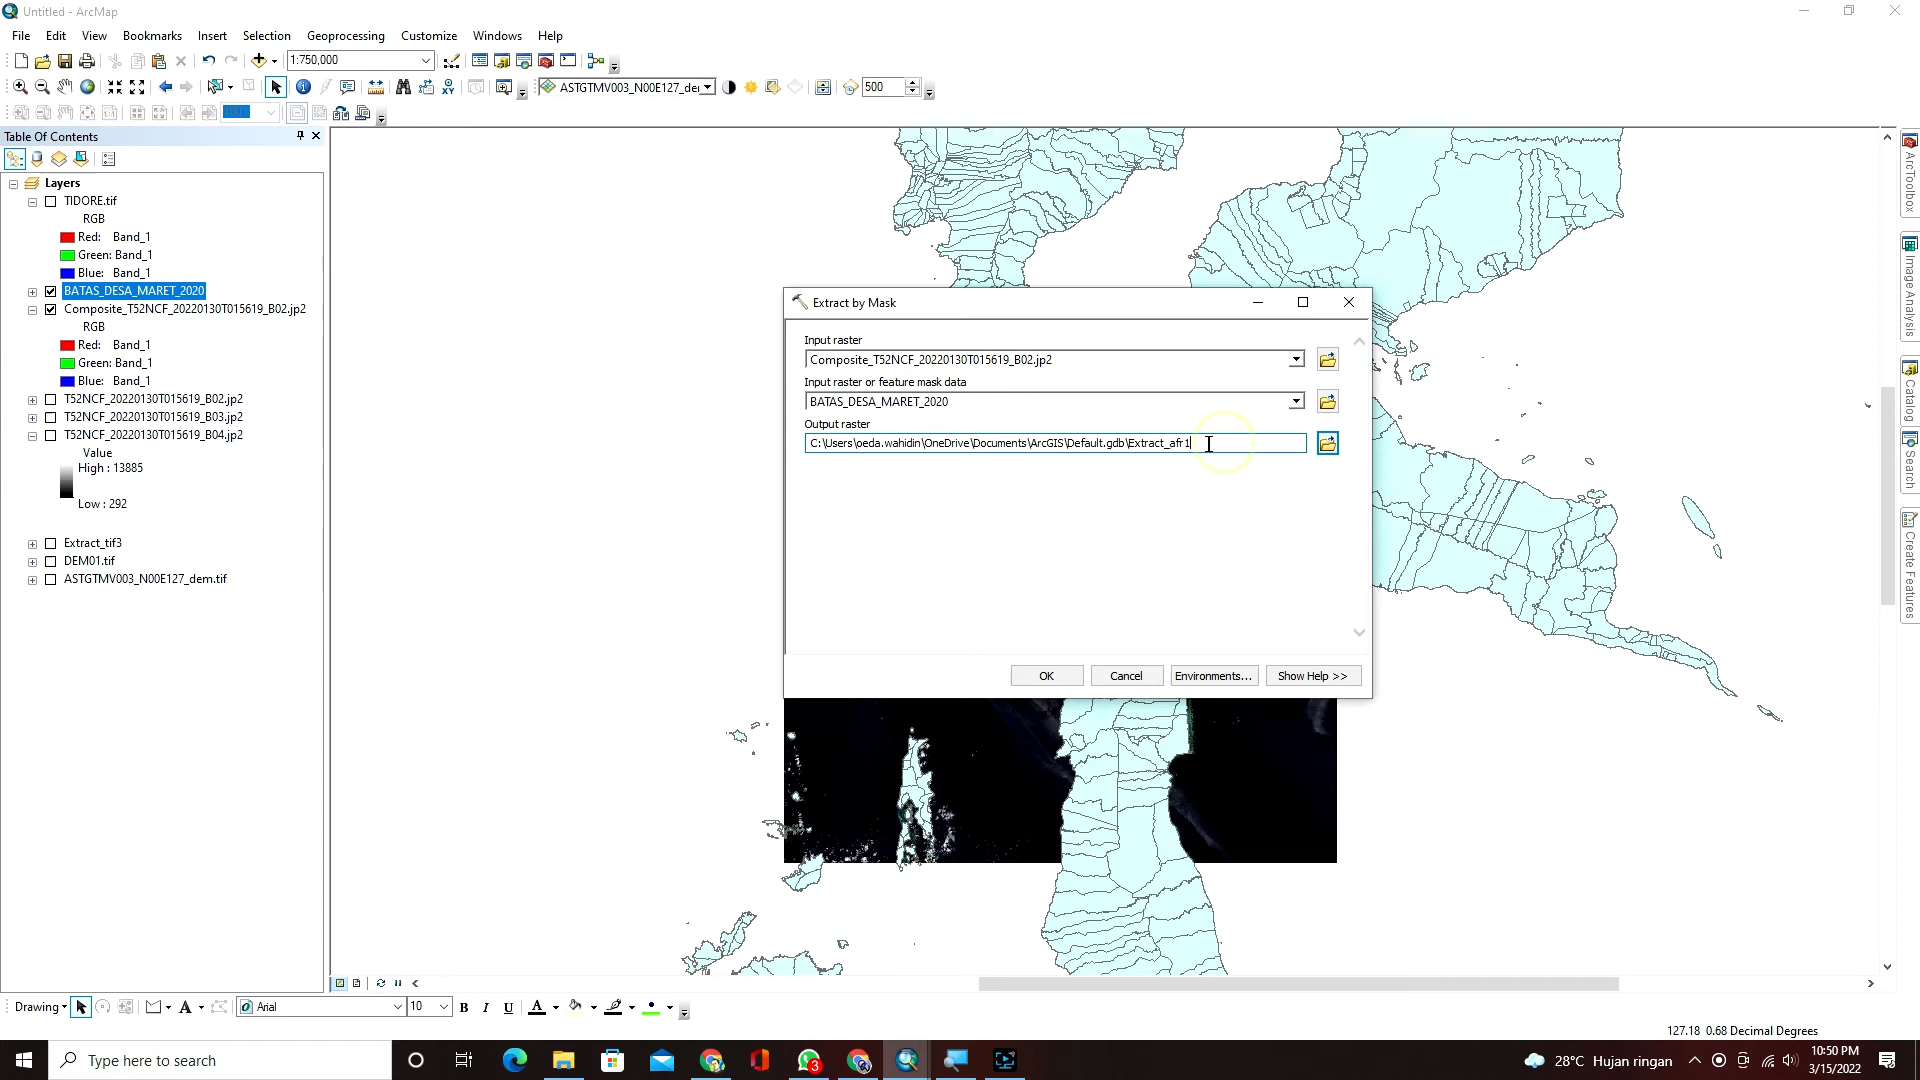 Untitled - ArcMap
File Edit View Bookmarks Insert Selection Geoprocessing Customize Windows Help
1:750,000
ASTGTMV003_N00E127_de
500
100%
Table Of Contents
Layers
TIDORE.tif
RGB
Red: Band_1
Green: Band_1
Blue: Band_1
BATAS_DESA_MARET_2020
Composite_T52NCF_20220130T015619_B02.jp2
RGB
Red: Band_1
Green: Band_1
Blue: Band_1
T52NCF_20220130T015619_B02.jp2
T52NCF_20220130T015619_B03.jp2
T52NCF_20220130T015619_B04.jp2
Value
High : 13885
Low : 292
Extract_tif3
DEM01.tif
ASTGTMV003_N00E127_dem.tif
Extract by Mask
Input raster
Composite_T52NCF_20220130T015619_B02.jp2
Input raster or feature mask data
BATAS_DESA_MARET_2020
Output raster
C:\Users\oeda.wahidin\OneDrive\Documents\ArcGIS\Default.gdb\Extract_afr1
OK Cancel Environments... Show Help >>
ArcToolbox
Image Analysis
Catalog
Search
Create Features
Drawing
Arial
10
B I U A
127.18 0.68 Decimal Degrees
Type here to search
3
28°C Hujan ringan
10:50 PM
3/15/2022